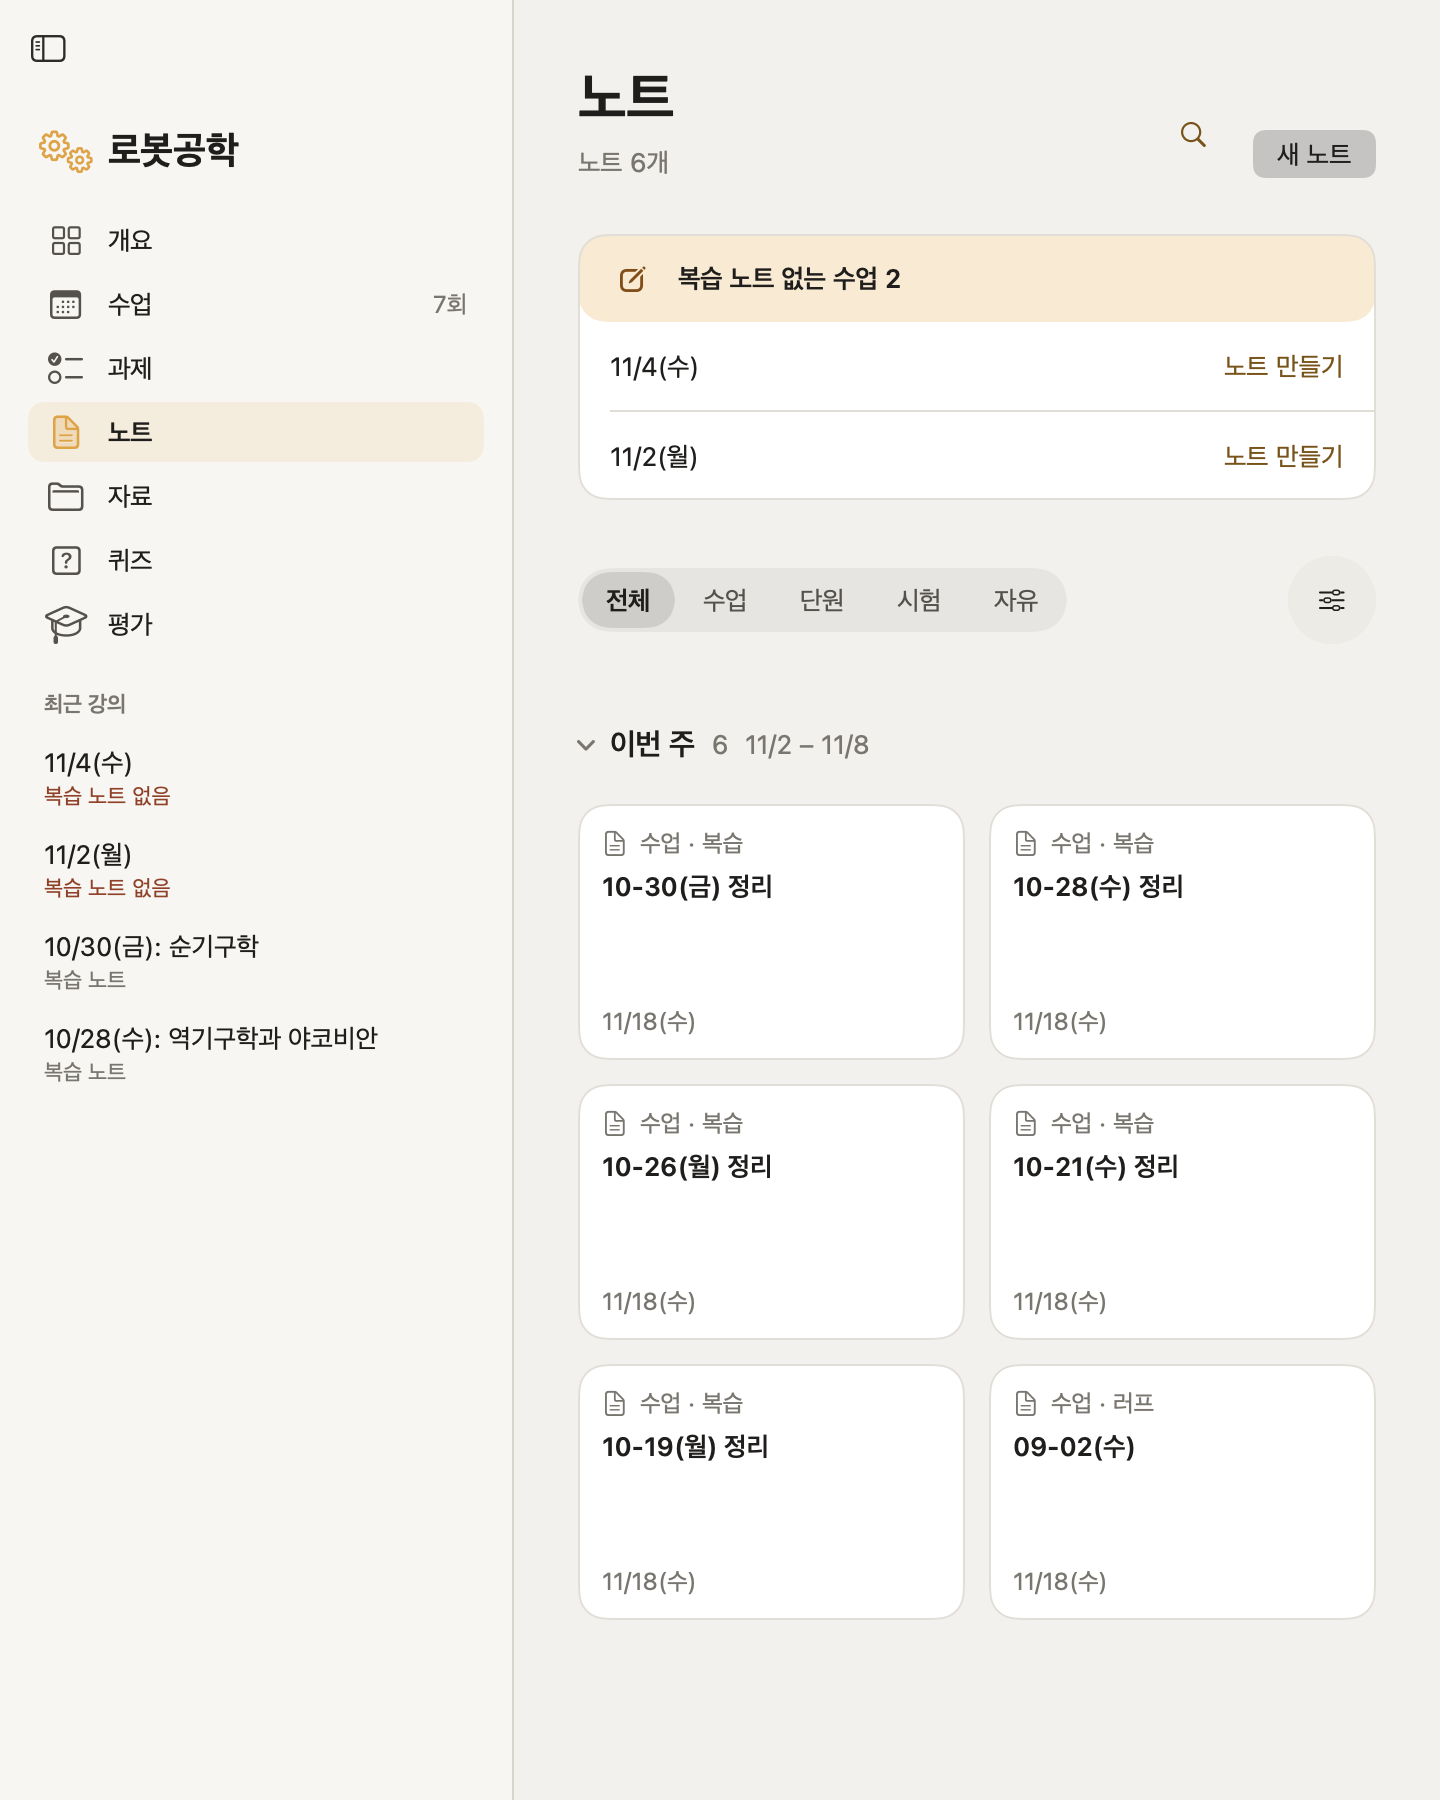 로봇공학
개요
수업 7회
과제
노트
자료
퀴즈
평가
최근 강의
11/4(수)
복습 노트 없음
11/2(월)
복습 노트 없음
10/30(금): 순기구학
복습 노트
10/28(수): 역기구학과 야코비안
복습 노트
노트
노트 6개
새 노트
복습 노트 없는 수업 2
11/4(수) 노트 만들기
11/2(월) 노트 만들기
전체 수업 단원 시험 자유
이번 주 6 11/2 – 11/8
수업 · 복습
10-30(금) 정리
11/18(수)
수업 · 복습
10-28(수) 정리
11/18(수)
수업 · 복습
10-26(월) 정리
11/18(수)
수업 · 복습
10-21(수) 정리
11/18(수)
수업 · 복습
10-19(월) 정리
11/18(수)
수업 · 러프
09-02(수)
11/18(수)